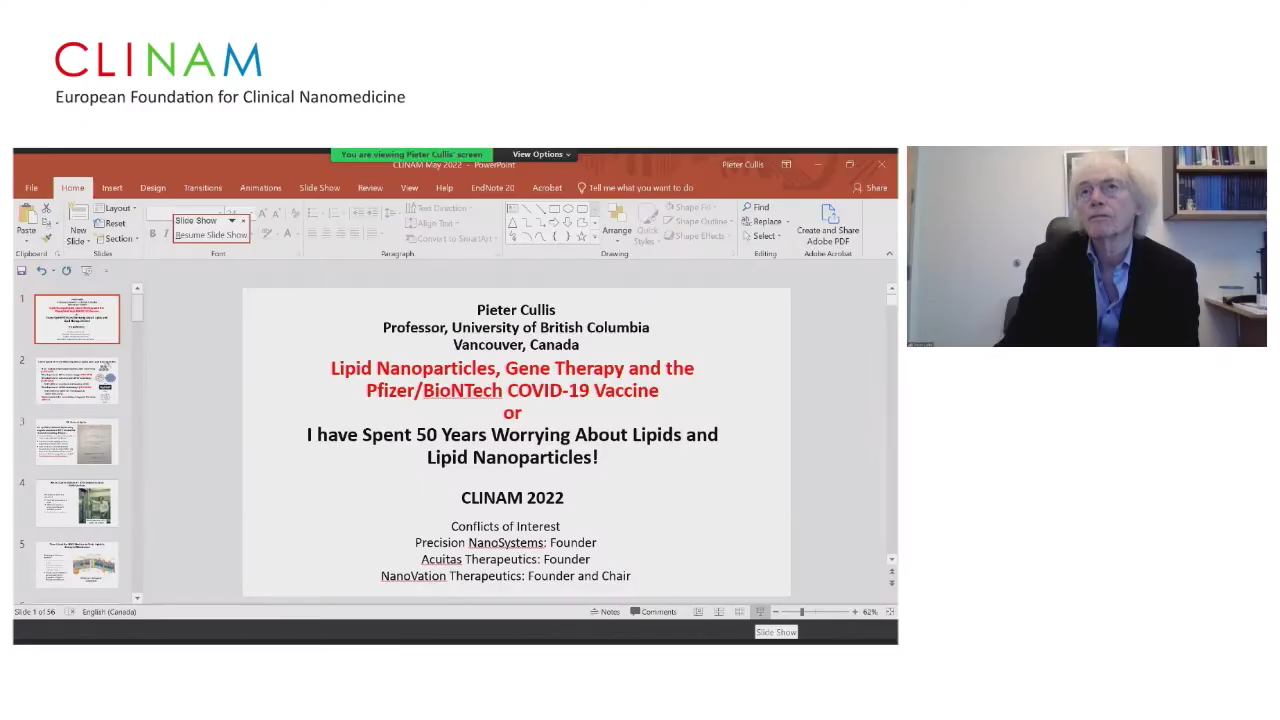 CLINAM
European Foundation for Clinical Nanomedicine
You are viewing Pieter Cullis' screen
View Options
CLINAM May 2022 - PowerPoint
Pieter Cullis
File Home Insert Design Transitions Animations Slide Show Review View Help EndNote 20 Acrobat Tell me what you want to do Share
Paste
New
Slide
Layout
Reset
Section
Slide Show
Resume Slide Show
Text Direction
Align Text
Convert to SmartArt
Arrange
Quick
Styles
Shape Fill
Shape Outline
Shape Effects
Find
Replace
Select
Create and Share
Adobe PDF
Clipboard Slides Font Paragraph Drawing Editing Adobe Acrobat
1
2
3
4
5
Pieter Cullis
Professor, University of British Columbia
Vancouver, Canada
Lipid Nanoparticles, Gene Therapy and the
Pfizer/BioNTech COVID-19 Vaccine
or
I have Spent 50 Years Worrying About Lipids and
Lipid Nanoparticles!
CLINAM 2022
Conflicts of Interest
Precision NanoSystems: Founder
Acuitas Therapeutics: Founder
NanoVation Therapeutics: Founder and Chair
Slide 1 of 56 English (Canada) Notes Comments 62%
Slide Show